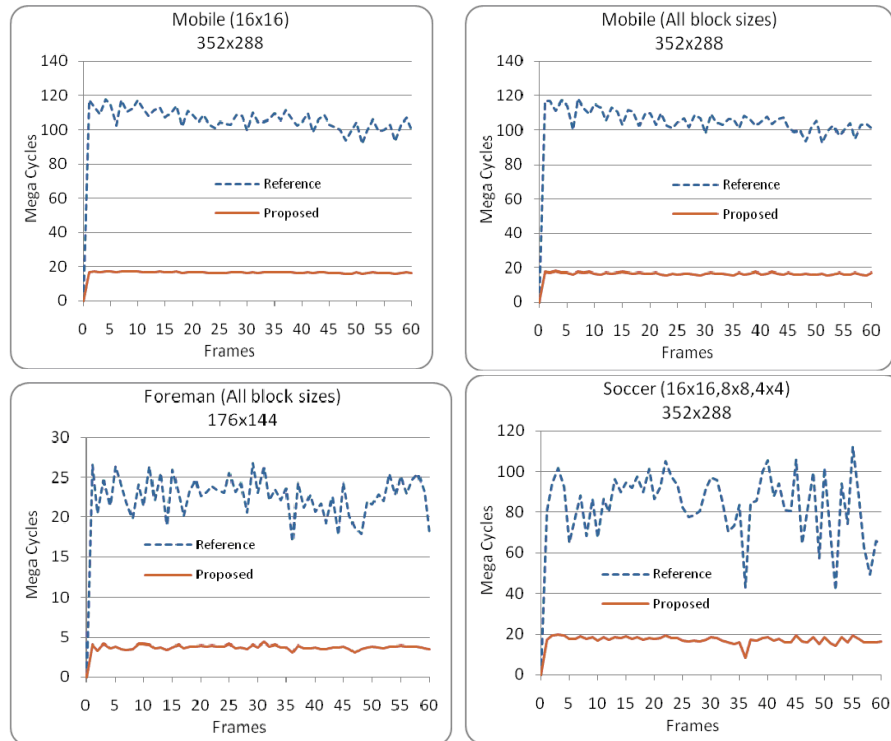 Mobile (16x16)
352x288
140
120
100
80
60
40
20
0
Mega Cycles
Reference
Proposed
0 5 10 15 20 25 30 35 40 45 50 55 60
Frames
Mobile (All block sizes)
352x288
140
120
100
80
60
40
20
0
Mega Cycles
Reference
Proposed
0 5 10 15 20 25 30 35 40 45 50 55 60
Frames
Foreman (All block sizes)
176x144
30
25
20
15
10
5
0
Mega Cycles
Reference
Proposed
0 5 10 15 20 25 30 35 40 45 50 55 60
Frames
Soccer (16x16,8x8,4x4)
352x288
120
100
80
60
40
20
0
Mega Cycles
Reference
Proposed
0 5 10 15 20 25 30 35 40 45 50 55 60
Frames